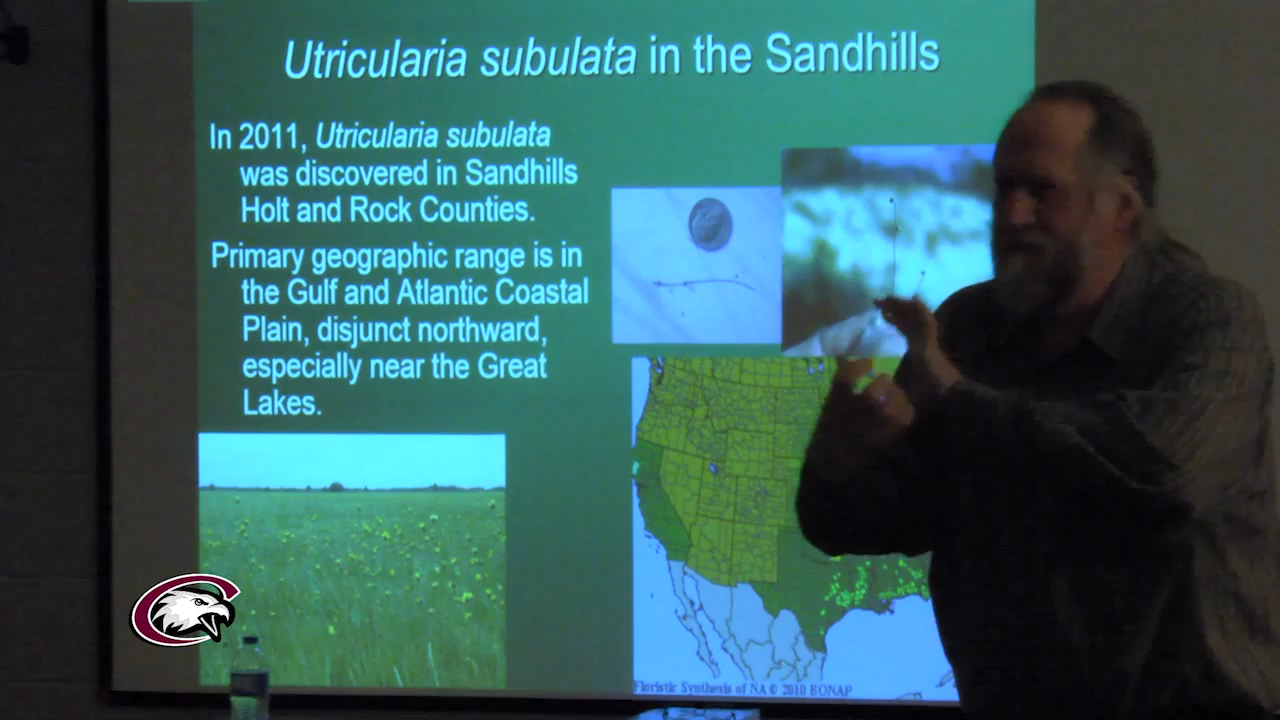 Utricularia subulata in the Sandhills
In 2011, Utricularia subulata
was discovered in Sandhills
Holt and Rock Counties.
Primary geographic range is in
the Gulf and Atlantic Coastal
Plain, disjunct northward,
especially near the Great
Lakes.
Floristic Synthesis of NA © 2010 BONAP